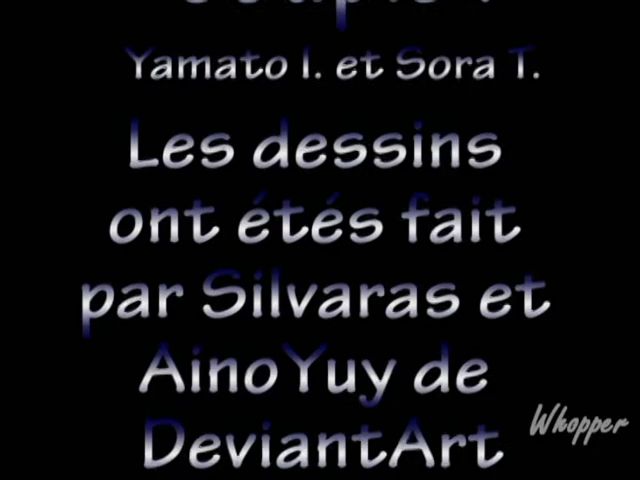 Yamato I. et Sora T.
Les dessins
ont étés fait
par Silvaras et
AinoYuy de
DeviantArt
Whopper